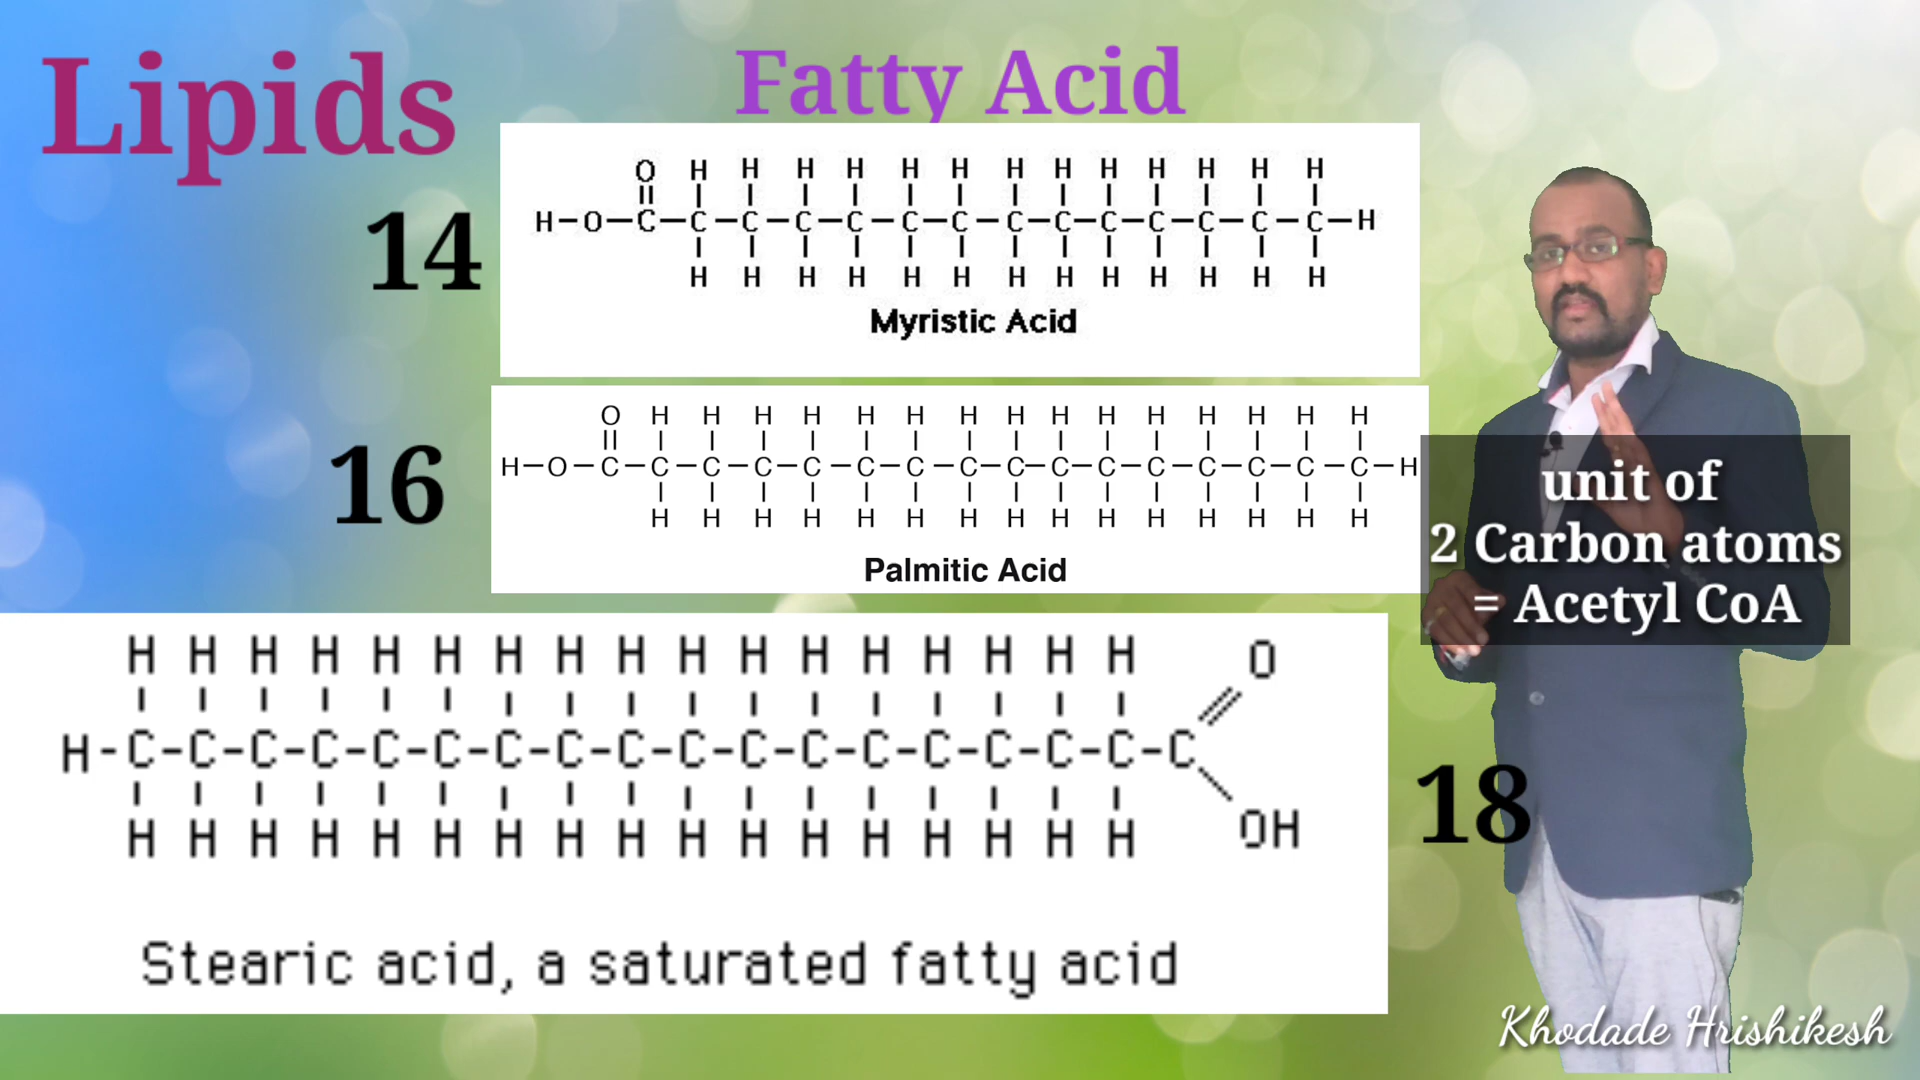 Lipids
Fatty Acid
14
O H H H H H H H H H H H H H
H-O-C-C-C-C-C-C-C-C-C-C-C-C-C-C-H
H H H H H H H H H H H H H
Myristic Acid
16
O H H H H H H H H H H H H H H H
H-O-C-C-C-C-C-C-C-C-C-C-C-C-C-C-C-C-H
H H H H H H H H H H H H H H H
Palmitic Acid
unit of
2 Carbon atoms
= Acetyl CoA
H H H H H H H H H H H H H H H H H O
H-C-C-C-C-C-C-C-C-C-C-C-C-C-C-C-C-C-C
H H H H H H H H H H H H H H H H H OH
18
Stearic acid, a saturated fatty acid
Khodade Hrishikesh